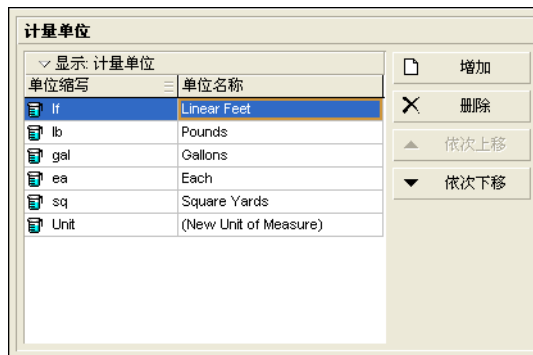 计量单位
显示: 计量单位
单位缩写 单位名称
lf Linear Feet
lb Pounds
gal Gallons
ea Each
sq Square Yards
Unit (New Unit of Measure)
增加
删除
依次上移
依次下移